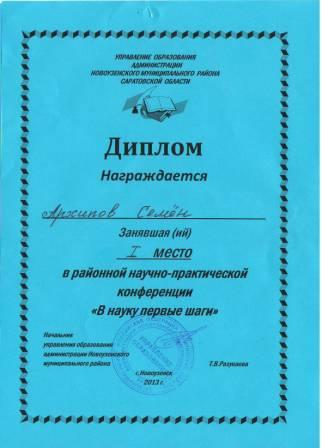 УПРАВЛЕНИЕ ОБРАЗОВАНИЯ
АДМИНИСТРАЦИИ
НОВОУЗЕНСКОГО МУНИЦИПАЛЬНОГО РАЙОНА
САРАТОВСКОЙ ОБЛАСТИ
Диплом
Награждается
Архипов Семён
Занявшая (ий)
I место
в районной научно-практической
конференции
«В науку первые шаги»
Начальник
управления образования
администрации Новоузенского
муниципального района Т.В.Разумеева
г.Новоузенск
2013 г.